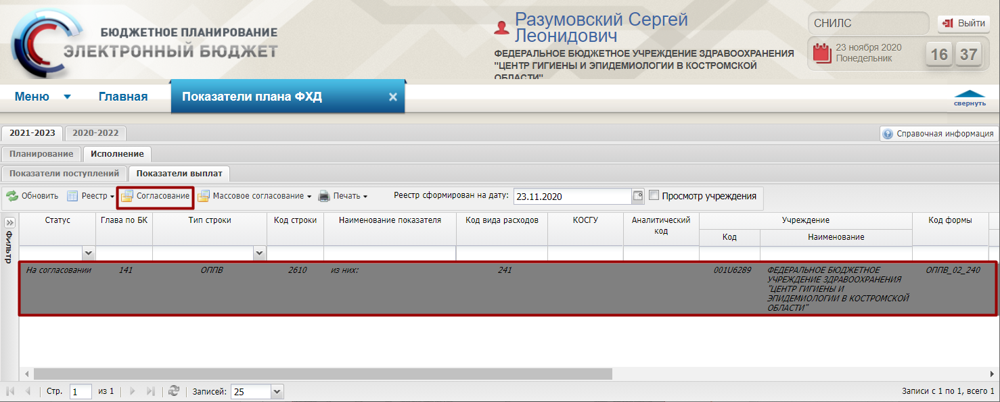 БЮДЖЕТНОЕ ПЛАНИРОВАНИЕ
ЭЛЕКТРОННЫЙ БЮДЖЕТ
Разумовский Сергей
Леонидович
ФЕДЕРАЛЬНОЕ БЮДЖЕТНОЕ УЧРЕЖДЕНИЕ ЗДРАВООХРАНЕНИЯ
"ЦЕНТР ГИГИЕНЫ И ЭПИДЕМИОЛОГИИ В КОСТРОМСКОЙ
ОБЛАСТИ"
СНИЛС
Выйти
23 ноября 2020
Понедельник
16 37
Меню Главная Показатели плана ФХД
свернуть
2021-2023 2020-2022
Справочная информация
Планирование Исполнение
Показатели поступлений Показатели выплат
Обновить Реестр Согласование Массовое согласование Печать Реестр сформирован на дату: 23.11.2020 Просмотр учреждения
Фильтр
Статус Глава по БК Тип строки Код строки Наименование показателя Код вида расходов КОСГУ Аналитический Учреждение Код формы
код
Код Наименование
На согласовании 141 ОППВ 2610 из них: 241 001U6289 ФЕДЕРАЛЬНОЕ БЮДЖЕТНОЕ ОППВ_02_240
УЧРЕЖДЕНИЕ ЗДРАВООХРАНЕНИЯ
"ЦЕНТР ГИГИЕНЫ И
ЭПИДЕМИОЛОГИИ В КОСТРОМСКОЙ
ОБЛАСТИ"
Стр. 1 из 1 Записей: 25 Записи с 1 по 1, всего 1